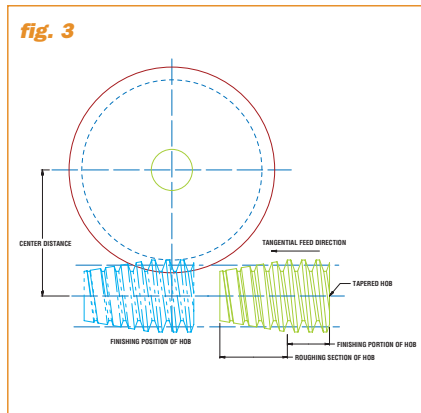 fig. 3
CENTER DISTANCE
TANGENTIAL FEED DIRECTION
TAPERED HOB
FINISHING POSITION OF HOB
FINISHING PORTION OF HOB
ROUGHING SECTION OF HOB